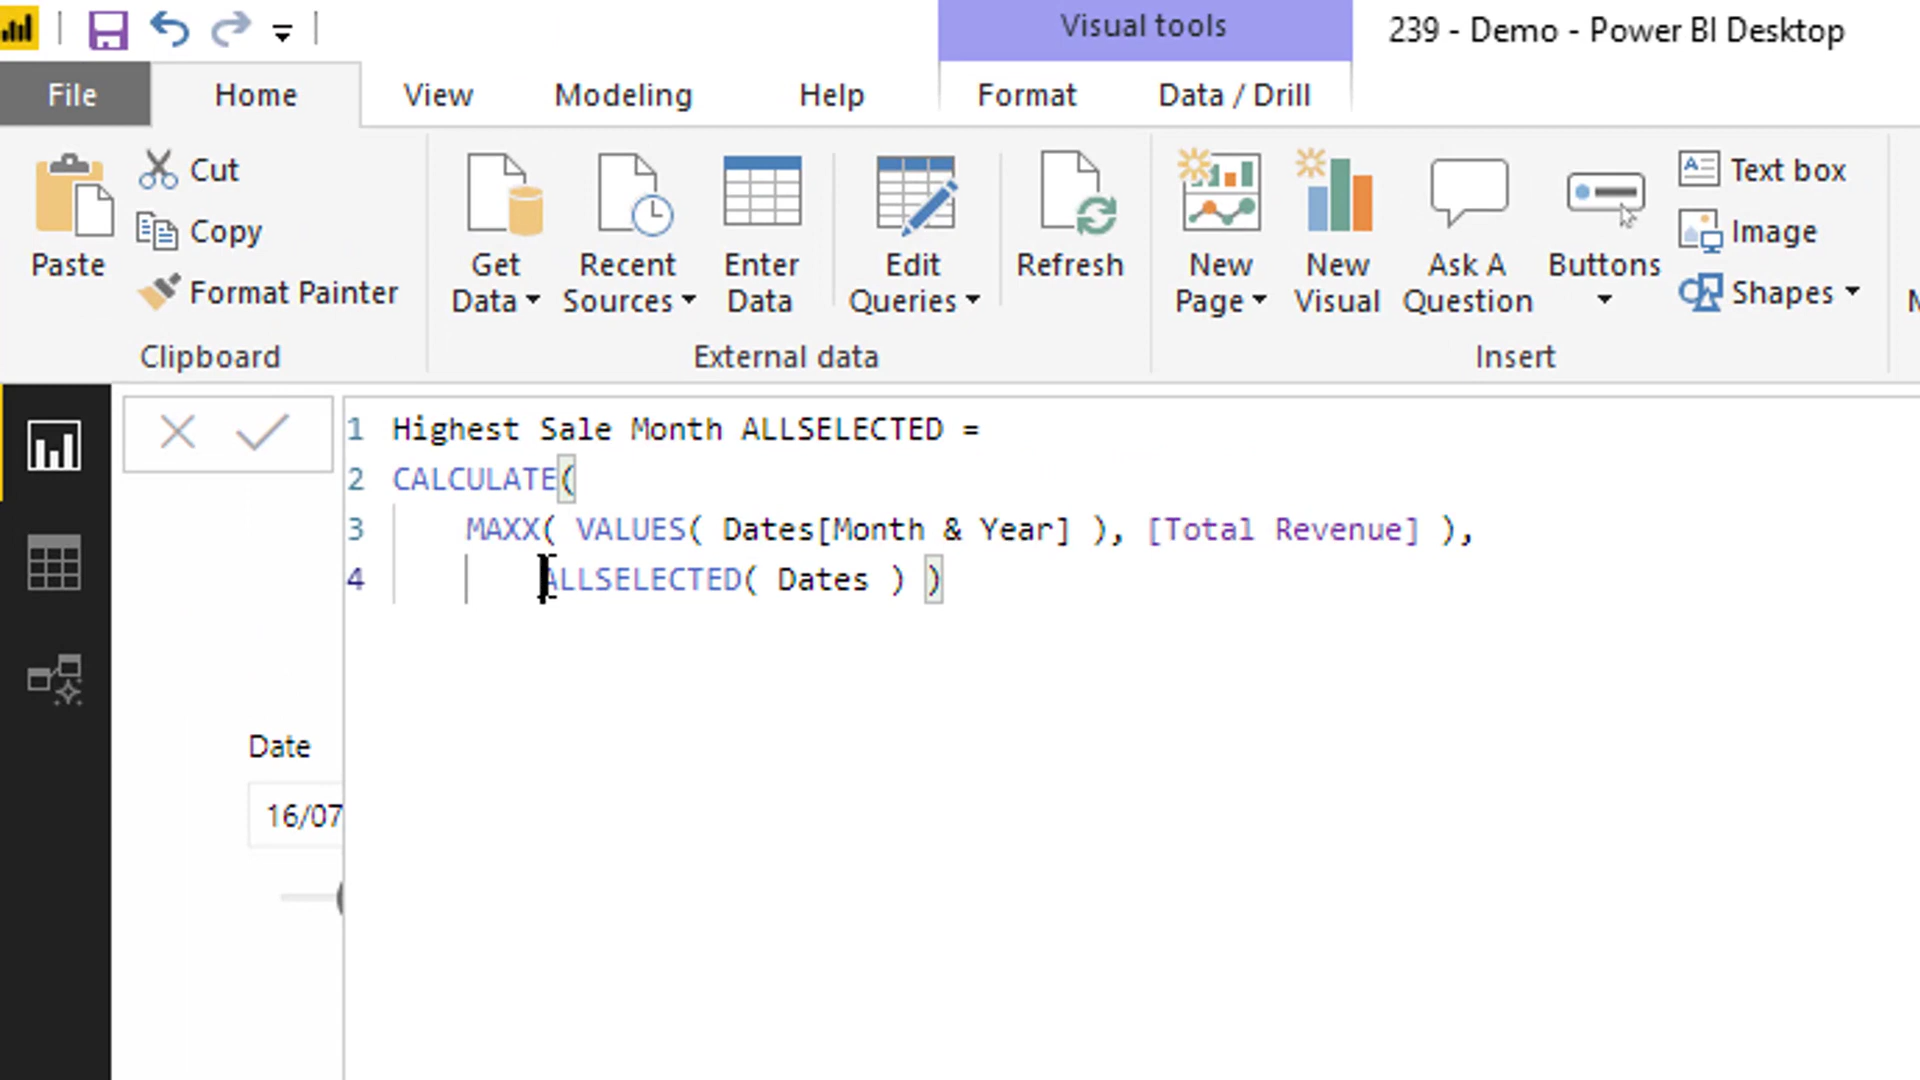 Visual tools
239 - Demo - Power BI Desktop
File
Home
View
Modeling
Help
Format
Data / Drill
Paste
Cut
Copy
Format Painter
Clipboard
Get Data
Recent Sources
Enter Data
Edit Queries
Refresh
External data
New Page
New Visual
Ask A Question
Buttons
Text box
Image
Shapes
Insert
1 Highest Sale Month ALLSELECTED =
2 CALCULATE(
3 MAXX( VALUES( Dates[Month & Year] ), [Total Revenue] ),
4 ALLSELECTED( Dates ) )
Date
16/07